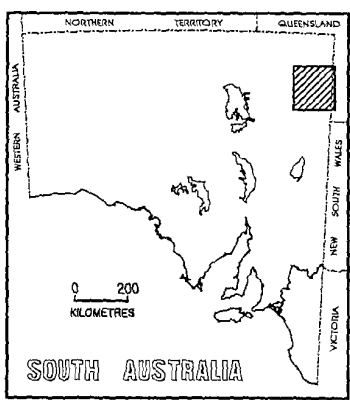 NORTHERN TERRITORY QUEENSLAND
WESTERN AUSTRALIA
NEW SOUTH WALES
VICTORIA
0 200
KILOMETRES
SOUTH AUSTRALIA